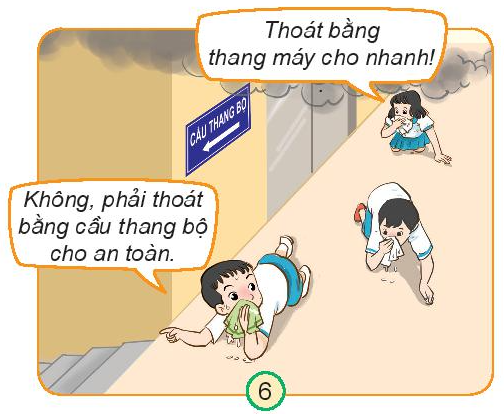 Thoát bằng
thang máy cho nhanh!
CẦU THANG BỘ
Không, phải thoát
bằng cầu thang bộ
cho an toàn.
6